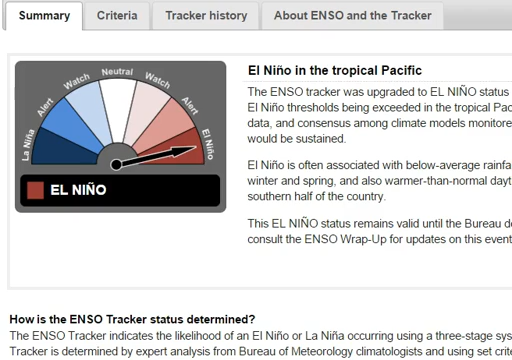 Summary
Criteria
Tracker history
About ENSO and the Tracker
La Niña
Alert
Watch
Neutral
Watch
Alert
El Niño
EL NIÑO
El Niño in the tropical Pacific
The ENSO tracker was upgraded to EL NIÑO status
El Niño thresholds being exceeded in the tropical Pac
data, and consensus among climate models monitore
would be sustained.
El Niño is often associated with below-average rainfa
winter and spring, and also warmer-than-normal dayt
southern half of the country.
This EL NIÑO status remains valid until the Bureau de
consult the ENSO Wrap-Up for updates on this event
How is the ENSO Tracker status determined?
The ENSO Tracker indicates the likelihood of an El Niño or La Niña occurring using a three-stage sys
Tracker is determined by expert analysis from Bureau of Meteorology climatologists and using set crite